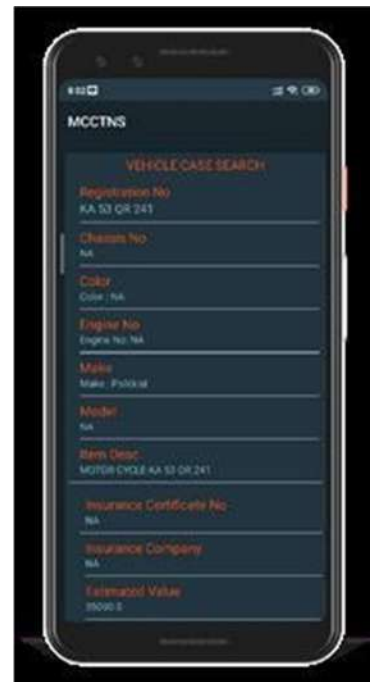 MCCTNS
VEHICLE CASE SEARCH
Registration No
KA 53 QR 241
Chassis No
NA
Color
Color : NA
Engine No
Engine No: NA
Make
Make :
Model
NA
Item Desc
MOTOR CYCLE KA 53 QR 241
Insurance Certificate No
NA
Insurance Company
NA
Estimated Value
35000.0